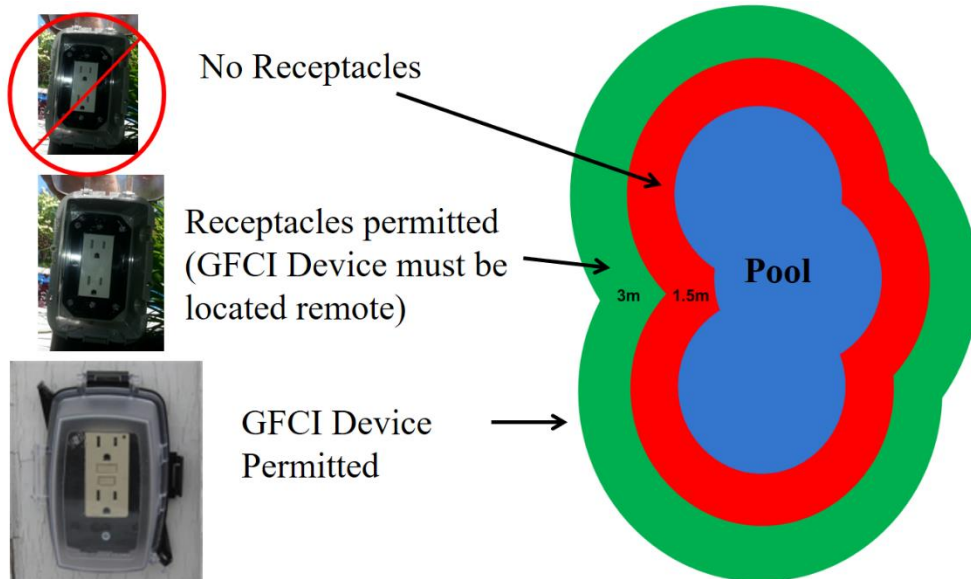 No Receptacles
Receptacles permitted
(GFCI Device must be
located remote)
GFCI Device
Permitted
Pool
3m
1.5m